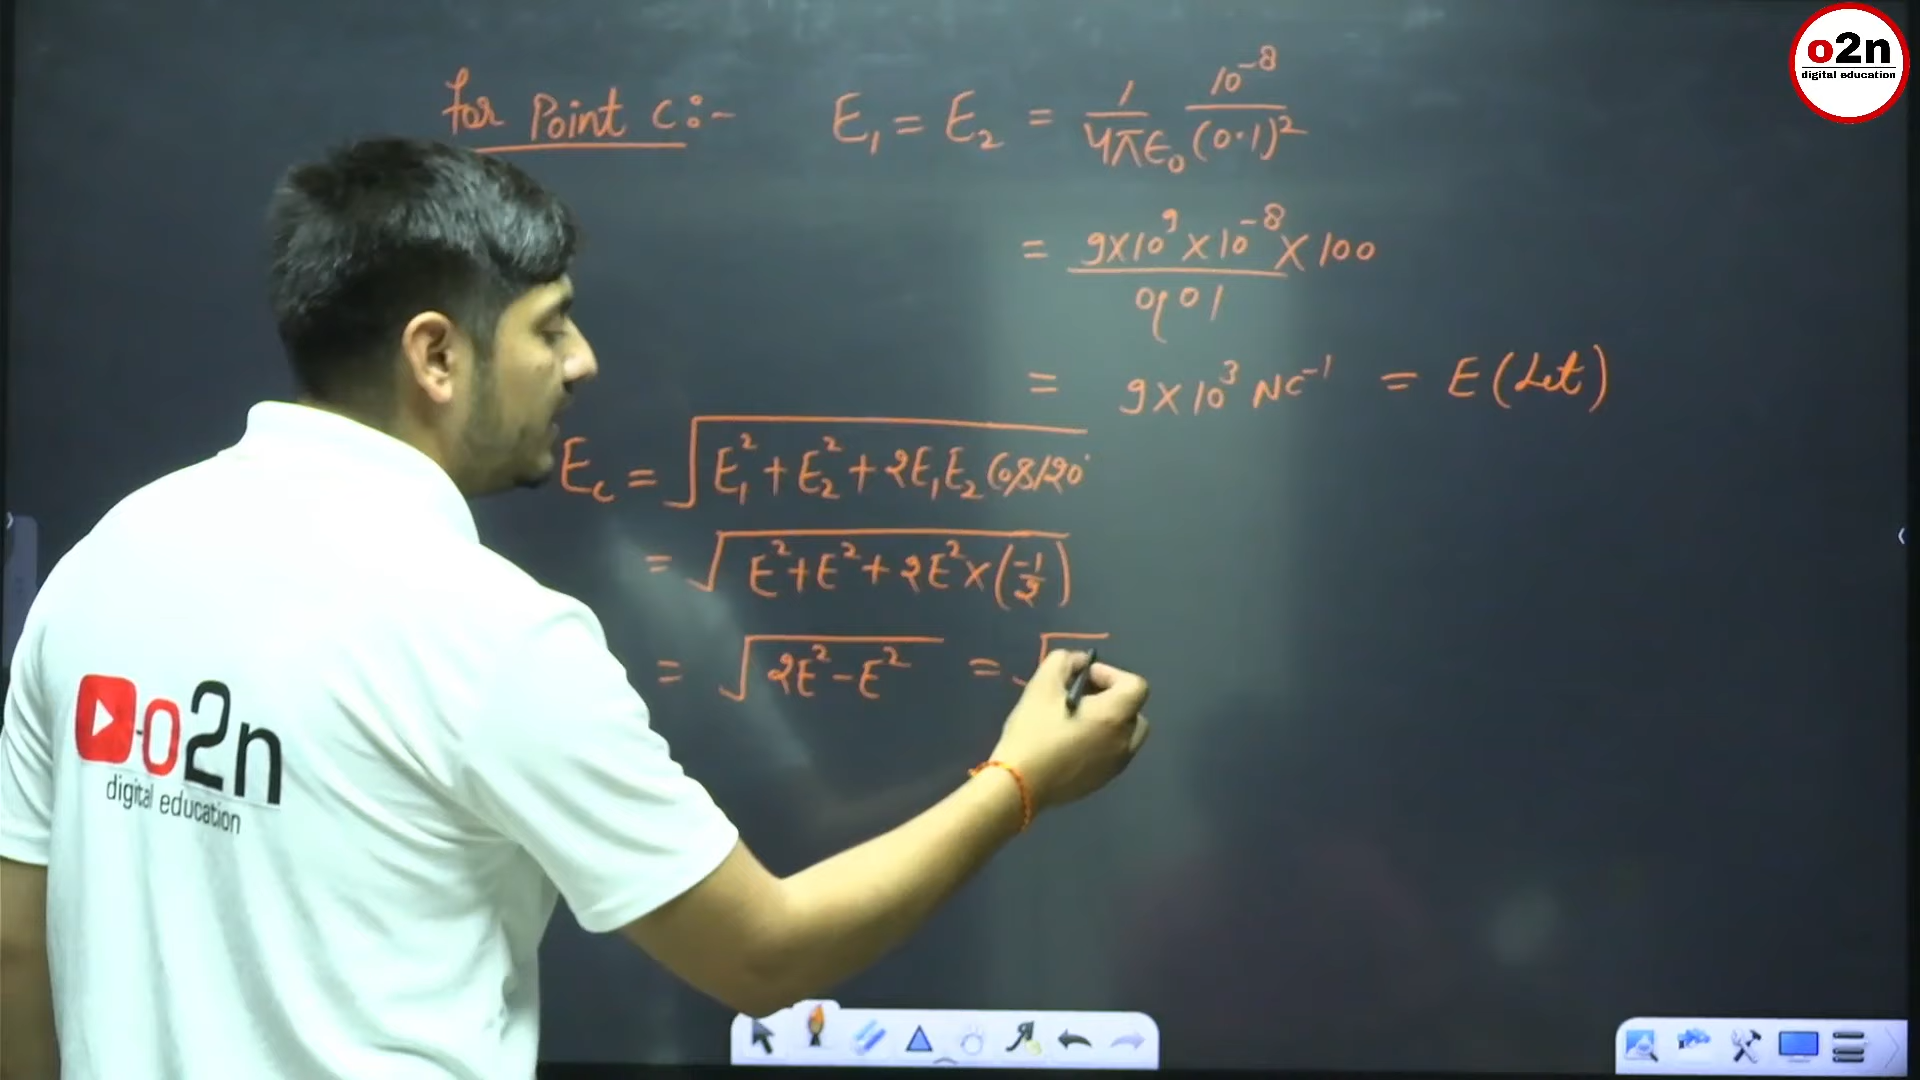 o2n
digital education
For Point C:- E₁ = E₂ = 1/4πϵ₀ 10⁻⁸/(0.1)²
= 9×10⁹×10⁻⁸×100/0.01
= 9×10³ NC⁻¹ = E (Let)
E_c = √(E₁²+E₂²+2E₁E₂ Cos120°)
= √(E²+E²+2E²×(-1/2))
= √(2E²-E²) = √
o2n
digital education